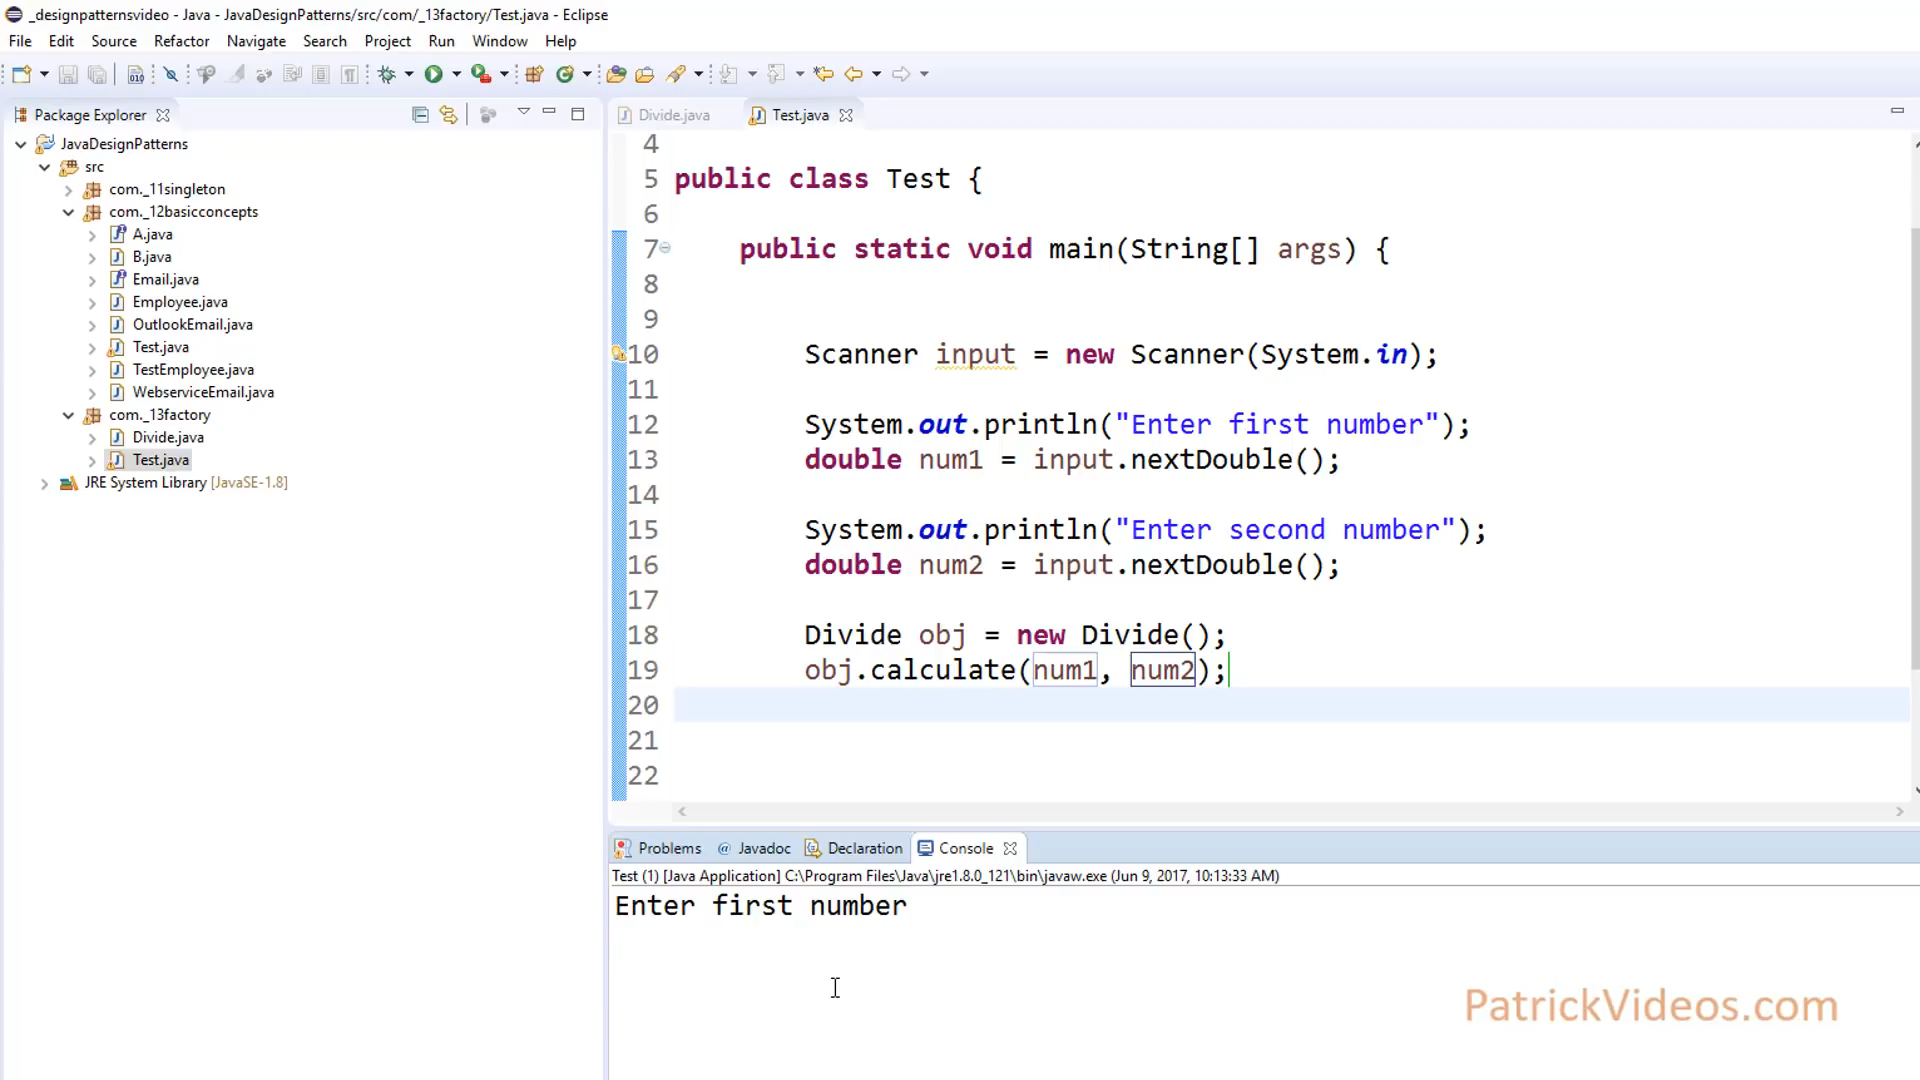 _designpatternsvideo - Java - JavaDesignPatterns/src/com/_13factory/Test.java - Eclipse
File Edit Source Refactor Navigate Search Project Run Window Help
Package Explorer
JavaDesignPatterns
src
com._11singleton
com._12basicconcepts
A.java
B.java
Email.java
Employee.java
OutlookEmail.java
Test.java
TestEmployee.java
WebserviceEmail.java
com._13factory
Divide.java
Test.java
JRE System Library [JavaSE-1.8]
Divide.java Test.java
4
5 public class Test {
6
7 public static void main(String[] args) {
8
9
10 Scanner input = new Scanner(System.in);
11
12 System.out.println("Enter first number");
13 double num1 = input.nextDouble();
14
15 System.out.println("Enter second number");
16 double num2 = input.nextDouble();
17
18 Divide obj = new Divide();
19 obj.calculate(num1, num2);
20
21
22
Problems @ Javadoc Declaration Console
Test (1) [Java Application] C:\Program Files\Java\jre1.8.0_121\bin\javaw.exe (Jun 9, 2017, 10:13:33 AM)
Enter first number
PatrickVideos.com